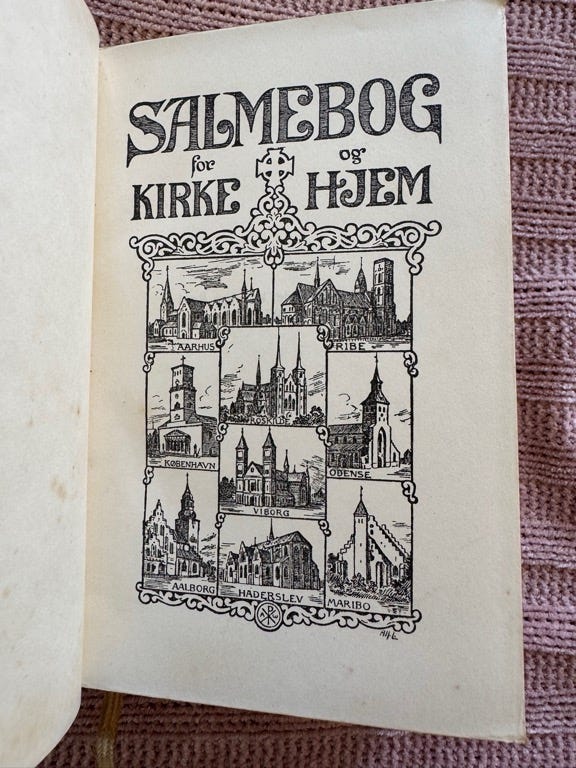 SALMEBOG
for og
KIRKE HJEM
AARHUS RIBE
ROSKILDE
KØBENHAVN ODENSE
VIBORG
AALBORG HADERSLEV MARIBO